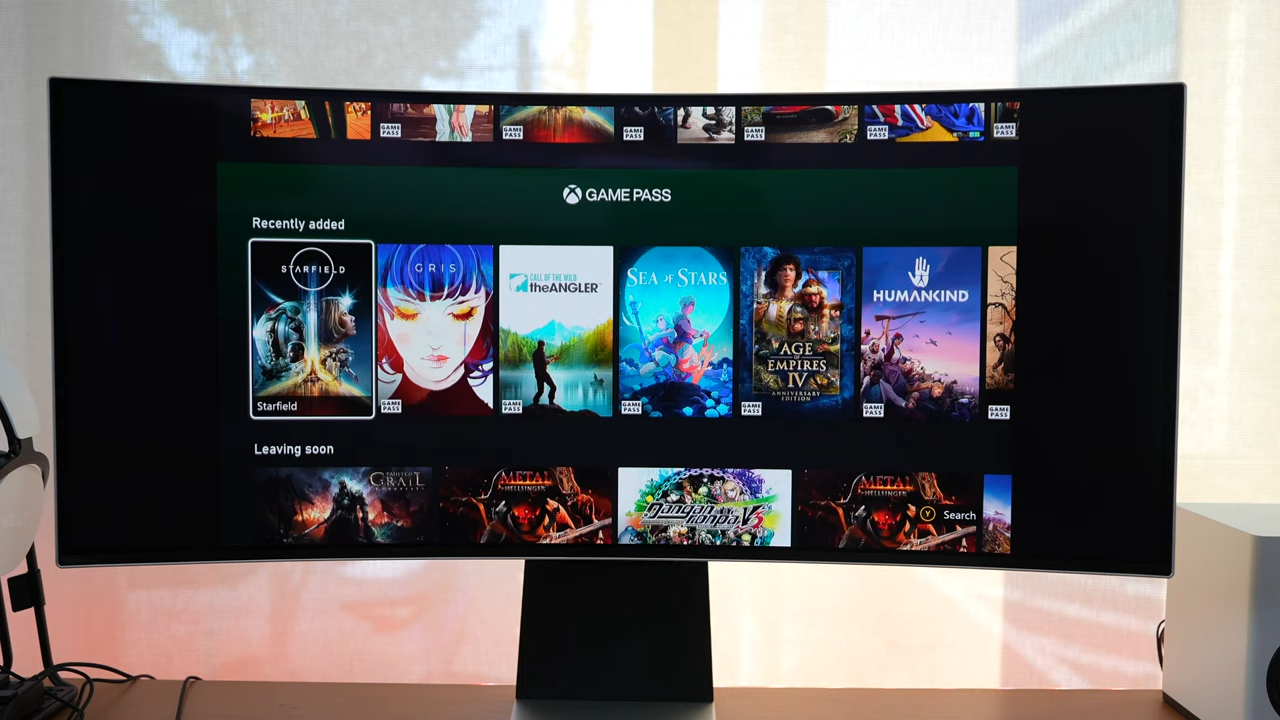 GAME PASS
GAME PASS
GAME PASS
GAME PASS
GAME PASS
GAME PASS
GAME PASS
Recently added
STARFIELD
Starfield
GRIS
GAME PASS
CALL OF THE WILD
theANGLER
GAME PASS
SEA of STARS
GAME PASS
AGE
OF
EMPIRES
IV
ANNIVERSARY
EDITION
GAME PASS
HUMANKIND
GAME PASS
GAME PASS
Leaving soon
TAINTED
GRAIL
CONQUEST
METAL
HELLSINGER
Danganronpa V3
METAL
HELLSINGER
Y Search